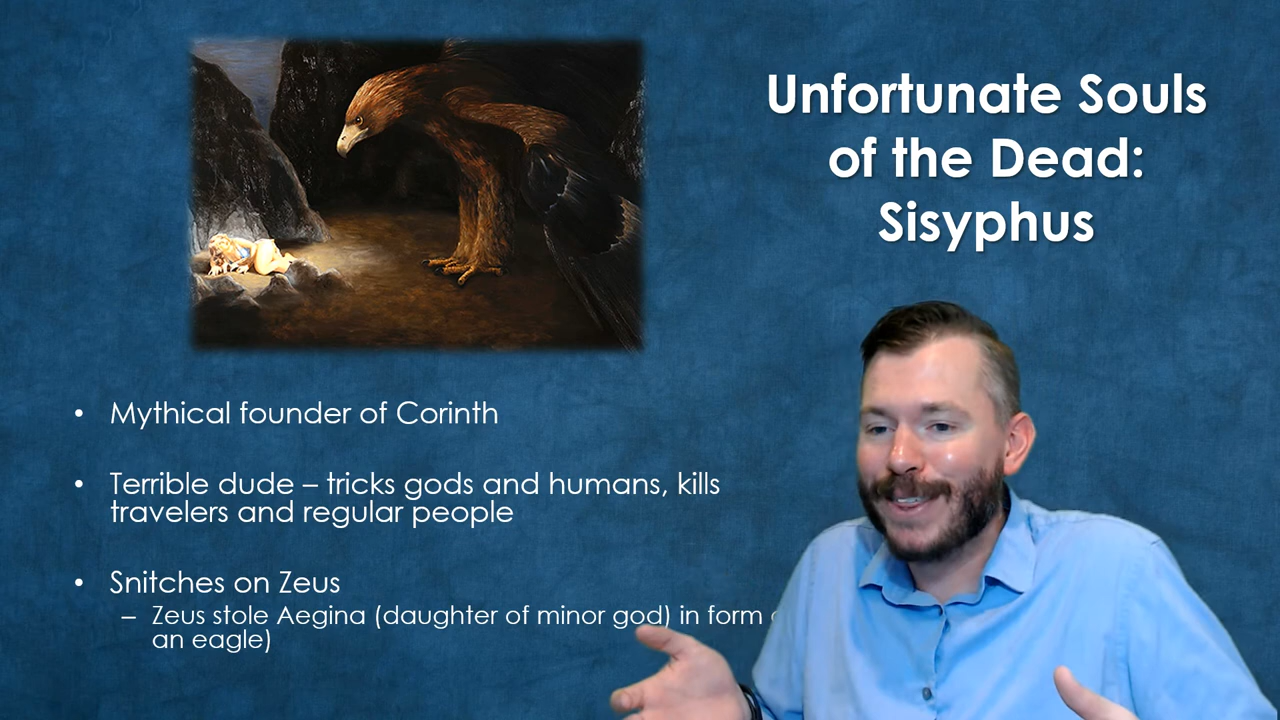 Unfortunate Souls
of the Dead:
Sisyphus
• Mythical founder of Corinth
• Terrible dude – tricks gods and humans, kills
travelers and regular people
• Snitches on Zeus
– Zeus stole Aegina (daughter of minor god) in form
an eagle)